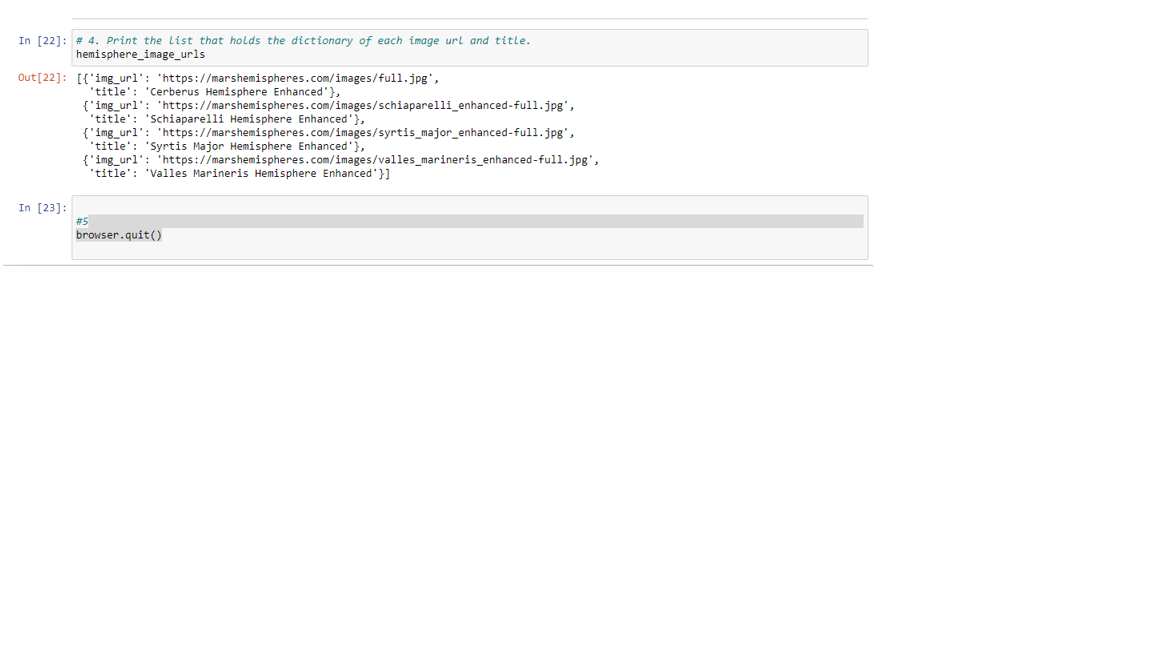 In [22]: # 4. Print the list that holds the dictionary of each image url and title.
hemisphere_image_urls
Out[22]: [{'img_url': 'https://marshemispheres.com/images/full.jpg',
'title': 'Cerberus Hemisphere Enhanced'},
{'img_url': 'https://marshemispheres.com/images/schiaparelli_enhanced-full.jpg',
'title': 'Schiaparelli Hemisphere Enhanced'},
{'img_url': 'https://marshemispheres.com/images/syrtis_major_enhanced-full.jpg',
'title': 'Syrtis Major Hemisphere Enhanced'},
{'img_url': 'https://marshemispheres.com/images/valles_marineris_enhanced-full.jpg',
'title': 'Valles Marineris Hemisphere Enhanced'}]
In [23]:
#5
browser.quit()